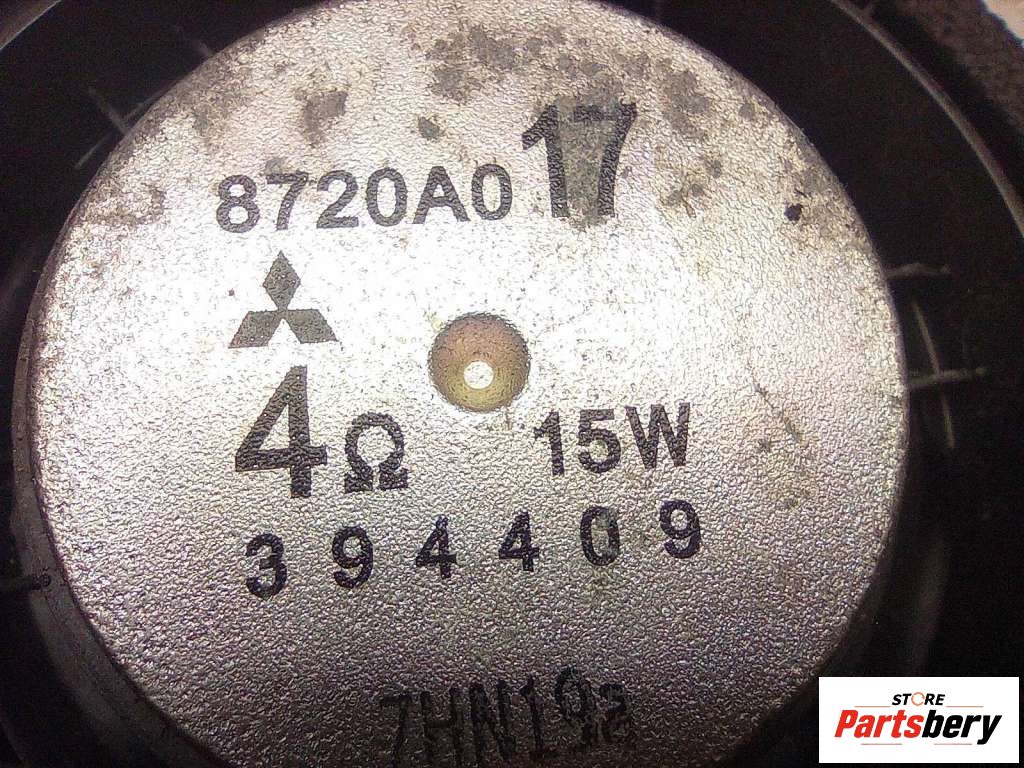 8720A017
4Ω 15W
394409
7HN19
STORE
Partsbery